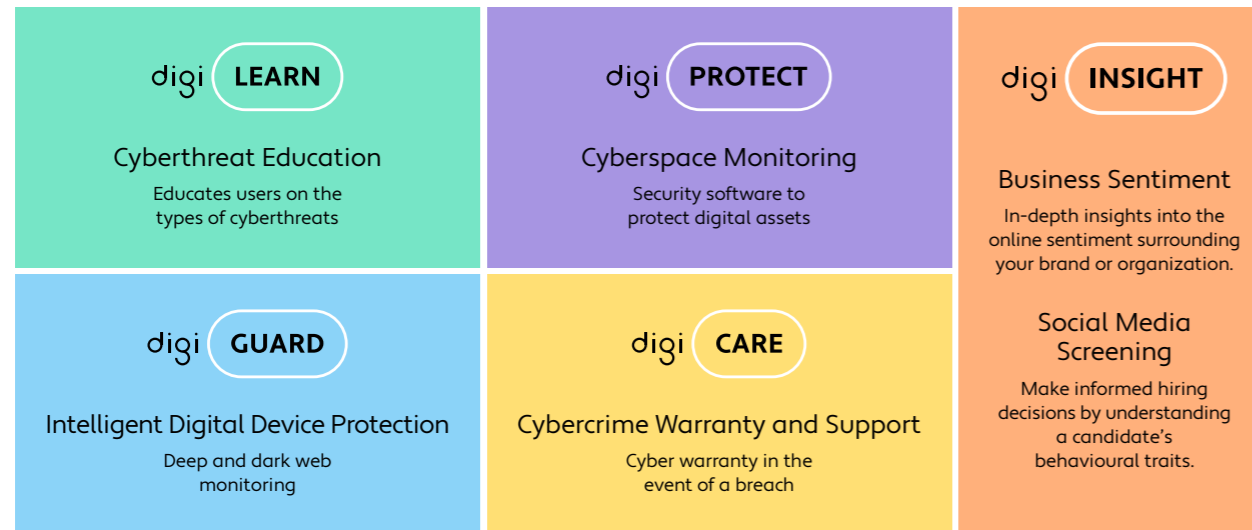 digi LEARN
Cyberthreat Education
Educates users on the
types of cyberthreats
digi PROTECT
Cyberspace Monitoring
Security software to
protect digital assets
digi INSIGHT
Business Sentiment
In-depth insights into the
online sentiment surrounding
your brand or organization.
Social Media
Screening
Make informed hiring
decisions by understanding
a candidate's
behavioural traits.
digi GUARD
Intelligent Digital Device Protection
Deep and dark web
monitoring
digi CARE
Cybercrime Warranty and Support
Cyber warranty in the
event of a breach